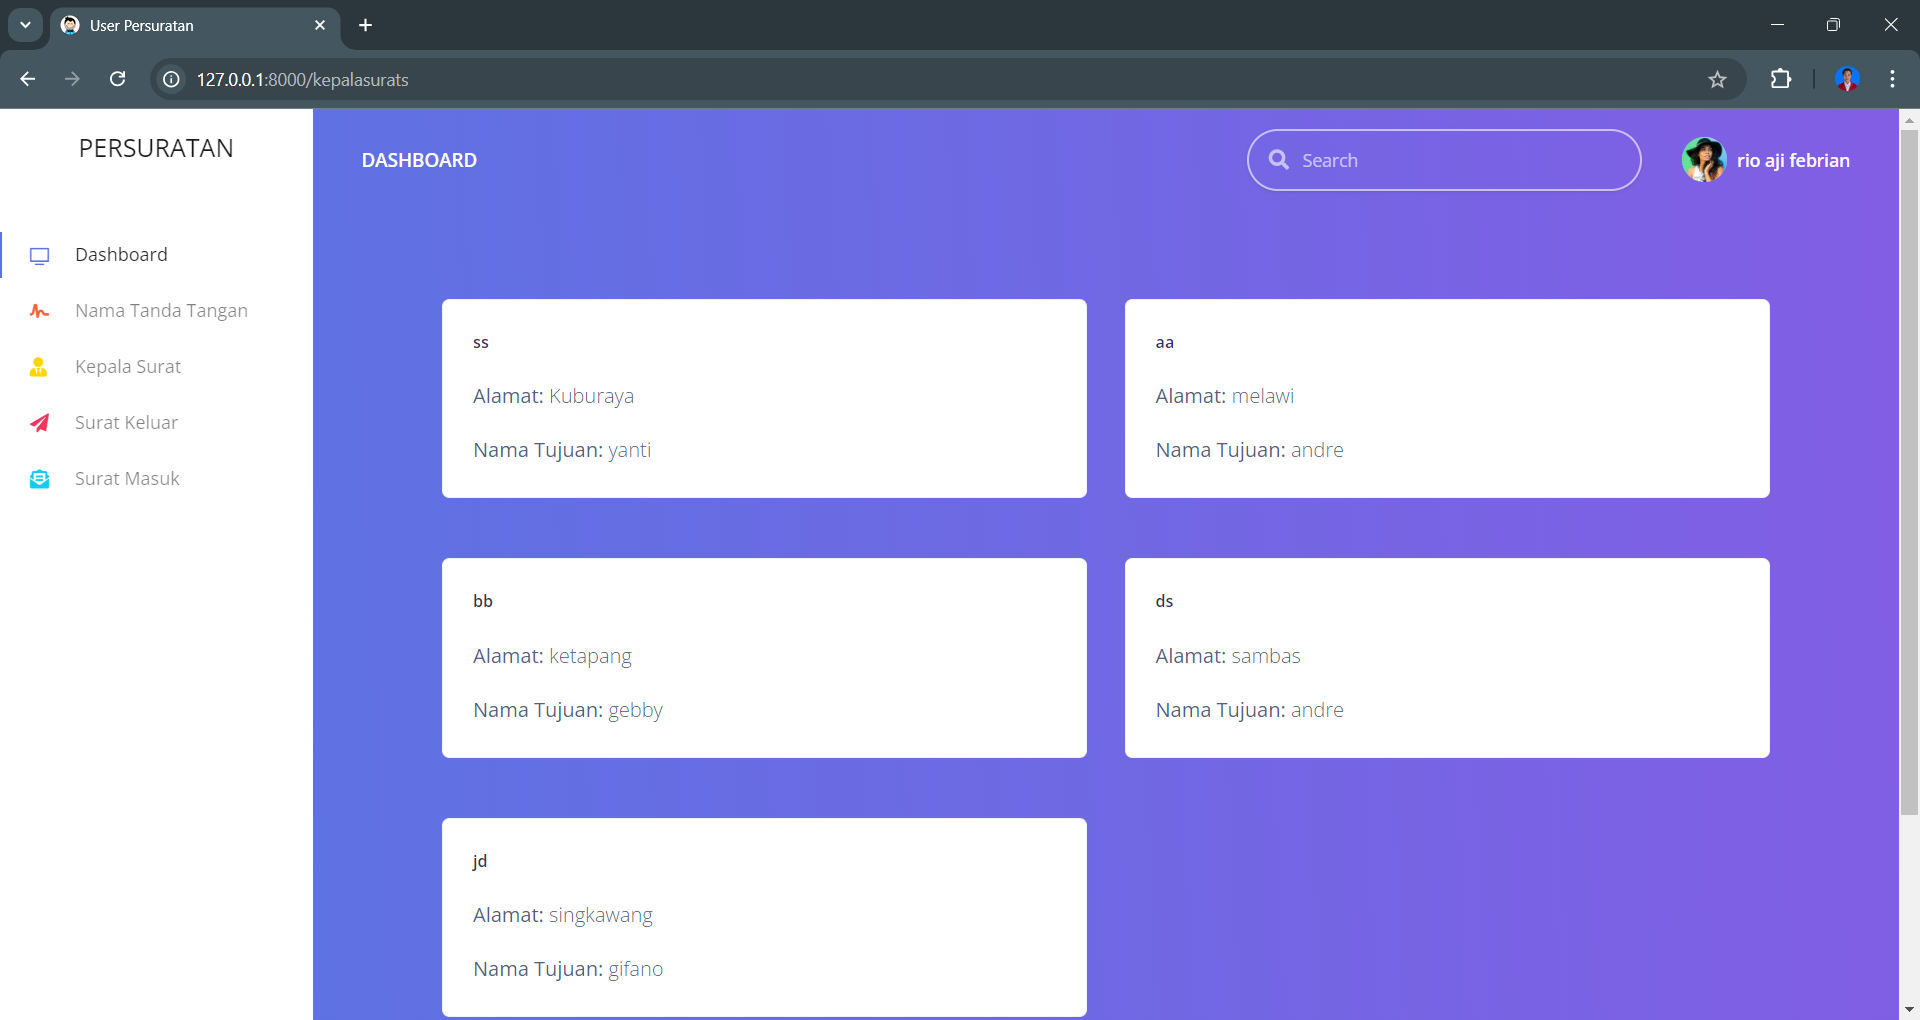 User Persuratan
127.0.0.1:8000/kepalasurats
PERSURATAN
Dashboard
Nama Tanda Tangan
Kepala Surat
Surat Keluar
Surat Masuk
DASHBOARD
Search
rio aji febrian
ss
Alamat: Kuburaya
Nama Tujuan: yanti
aa
Alamat: melawi
Nama Tujuan: andre
bb
Alamat: ketapang
Nama Tujuan: gebby
ds
Alamat: sambas
Nama Tujuan: andre
jd
Alamat: singkawang
Nama Tujuan: gifano